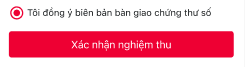 Tôi đồng ý biên bản bàn giao chứng thư số
Xác nhận nghiệm thu